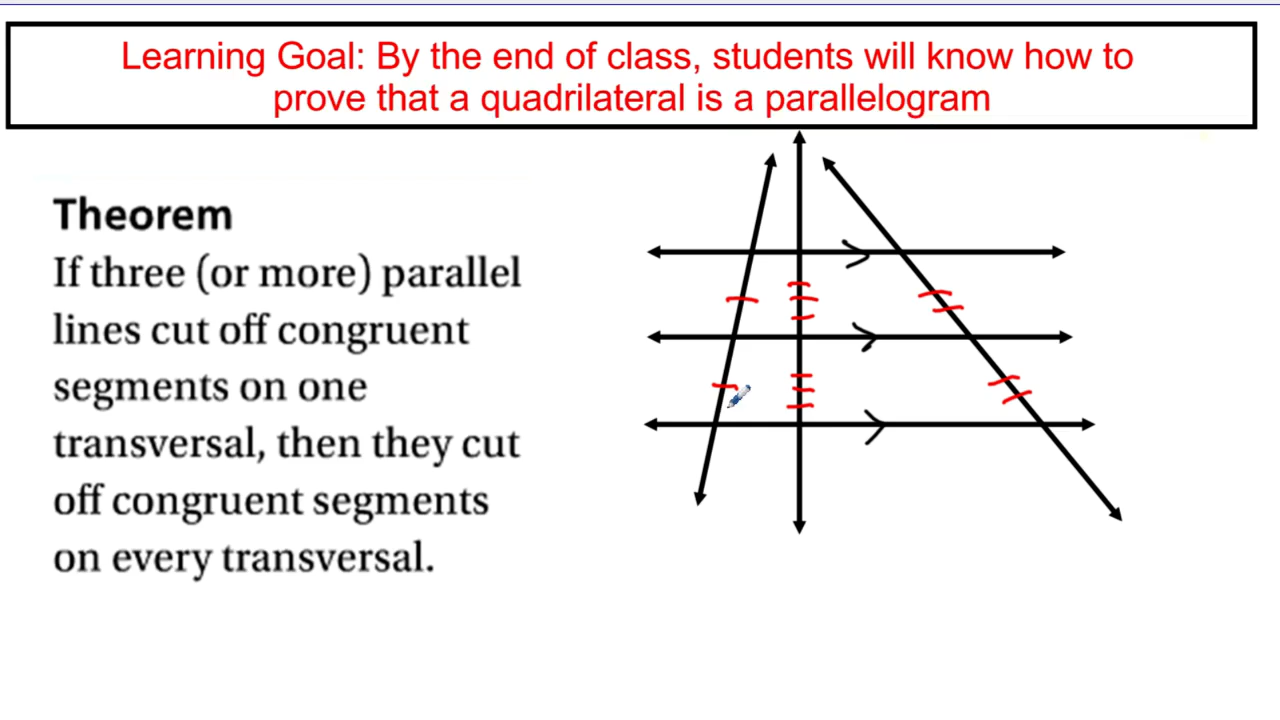 Learning Goal: By the end of class, students will know how to
prove that a quadrilateral is a parallelogram
Theorem
If three (or more) parallel
lines cut off congruent
segments on one
transversal, then they cut
off congruent segments
on every transversal.